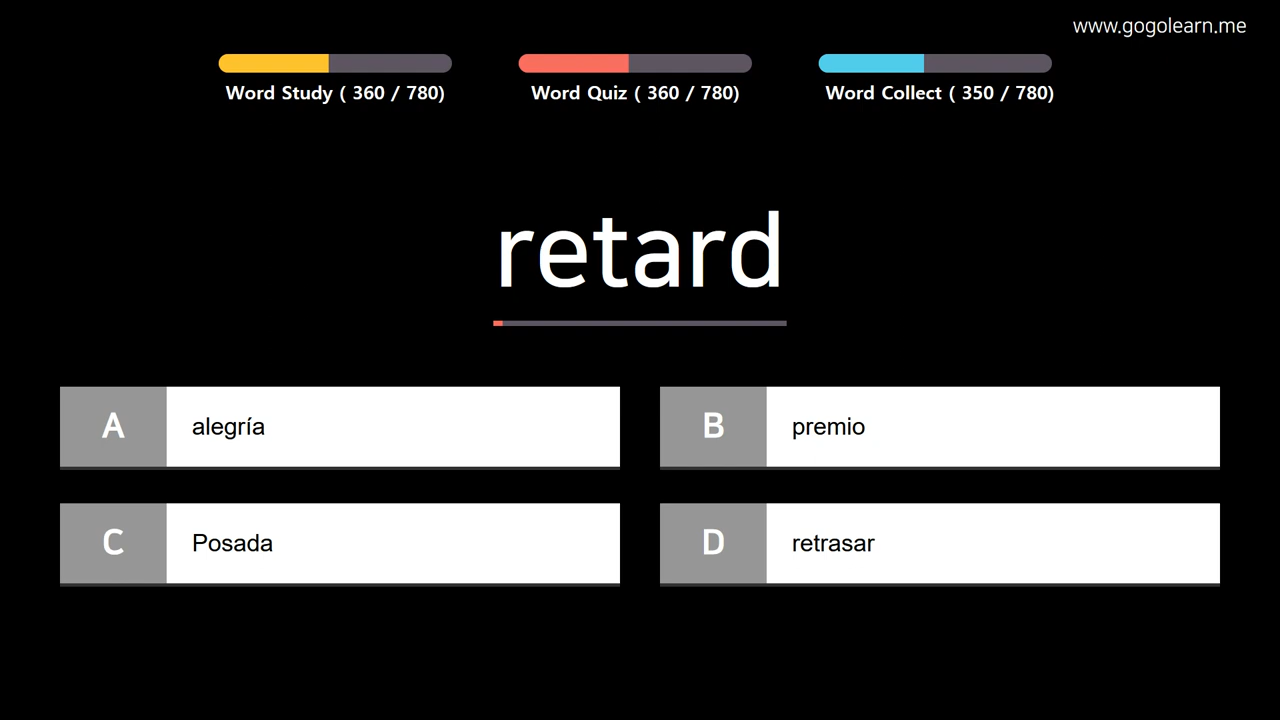 www.gogolearn.me
Word Study ( 360 / 780)
Word Quiz ( 360 / 780)
Word Collect ( 350 / 780)
retard
A alegría
B premio
C Posada
D retrasar